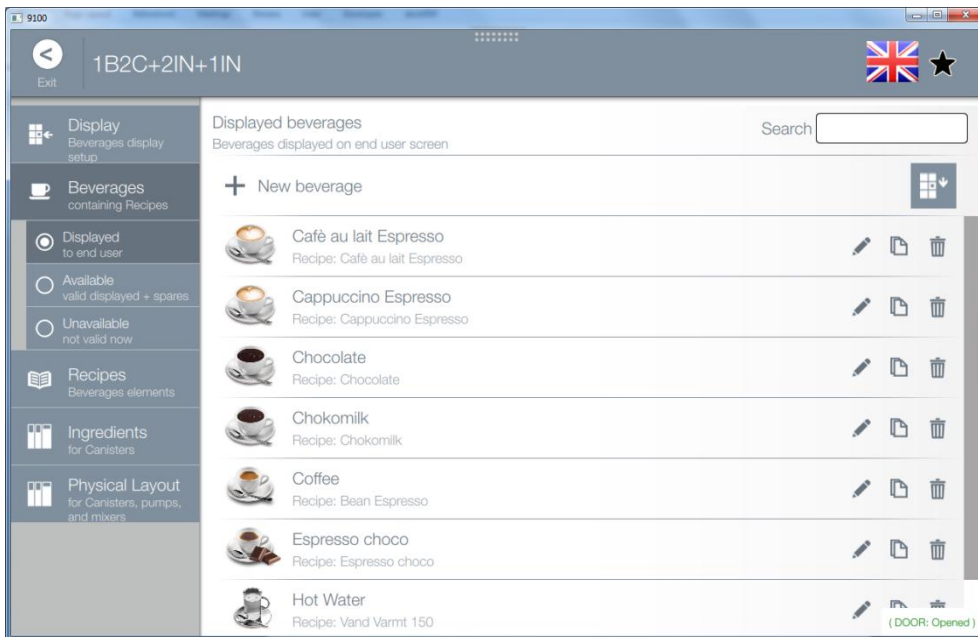 9100
Exit
1B2C+2IN+1IN
Display
Beverages display
setup
Beverages
containing Recipes
Displayed
to end user
Available
valid displayed + spares
Unavailable
not valid now
Recipes
Beverages elements
Ingredients
for Canisters
Physical Layout
for Canisters, pumps,
and mixers
Displayed beverages
Beverages displayed on end user screen
Search
New beverage
Cafè au lait Espresso
Recipe: Cafè au lait Espresso
Cappuccino Espresso
Recipe: Cappuccino Espresso
Chocolate
Recipe: Chocolate
Chokomilk
Recipe: Chokomilk
Coffee
Recipe: Bean Espresso
Espresso choco
Recipe: Espresso choco
Hot Water
Recipe: Vand Varmt 150
( DOOR: Opened )